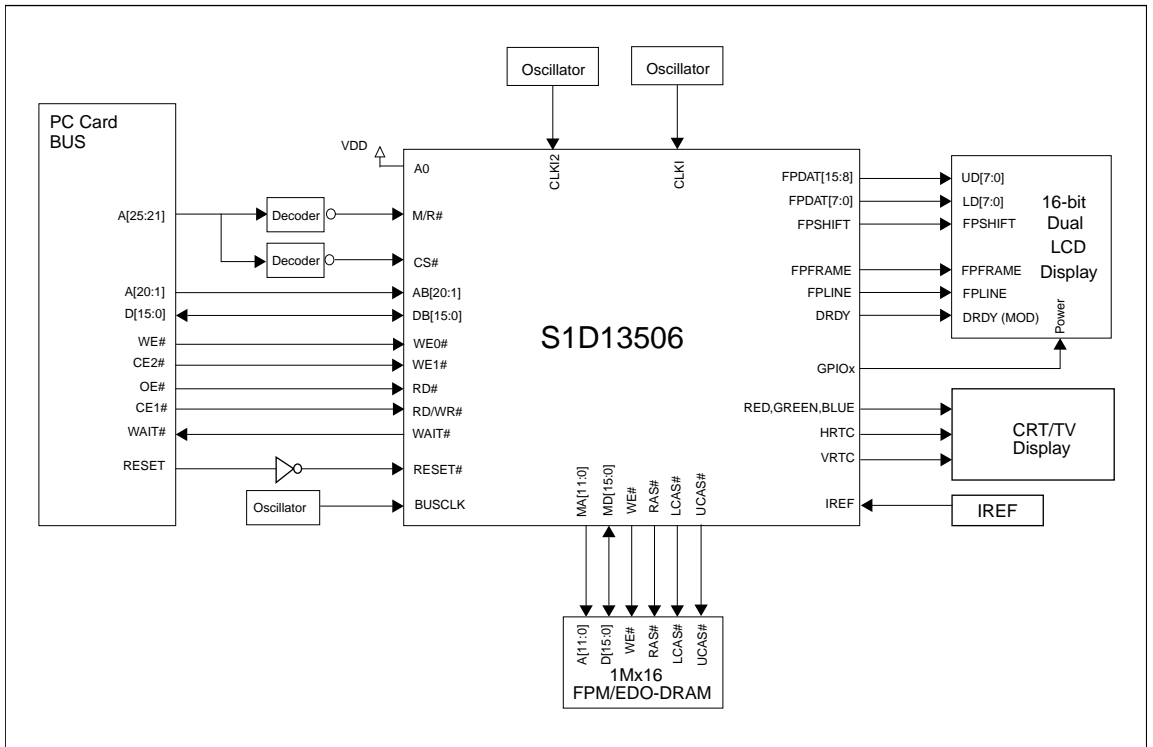 Oscillator
Oscillator
PC Card
BUS
VDD
A0
CLKI2
CLKI
A[25:21]
Decoder
M/R#
Decoder
CS#
A[20:1]
AB[20:1]
D[15:0]
DB[15:0]
WE#
WE0#
CE2#
WE1#
OE#
RD#
CE1#
RD/WR#
WAIT#
WAIT#
RESET
RESET#
Oscillator
BUSCLK
S1D13506
FPDAT[15:8]
UD[7:0]
FPDAT[7:0]
LD[7:0]
FPSHIFT
FPSHIFT
FPFRAME
FPFRAME
FPLINE
FPLINE
DRDY
DRDY (MOD)
16-bit
Dual
LCD
Display
Power
GPIOx
RED,GREEN,BLUE
HRTC
VRTC
CRT/TV
Display
IREF
IREF
MA[11:0]
MD[15:0]
WE#
RAS#
LCAS#
UCAS#
A[11:0]
D[15:0]
WE#
RAS#
LCAS#
UCAS#
1Mx16
FPM/EDO-DRAM